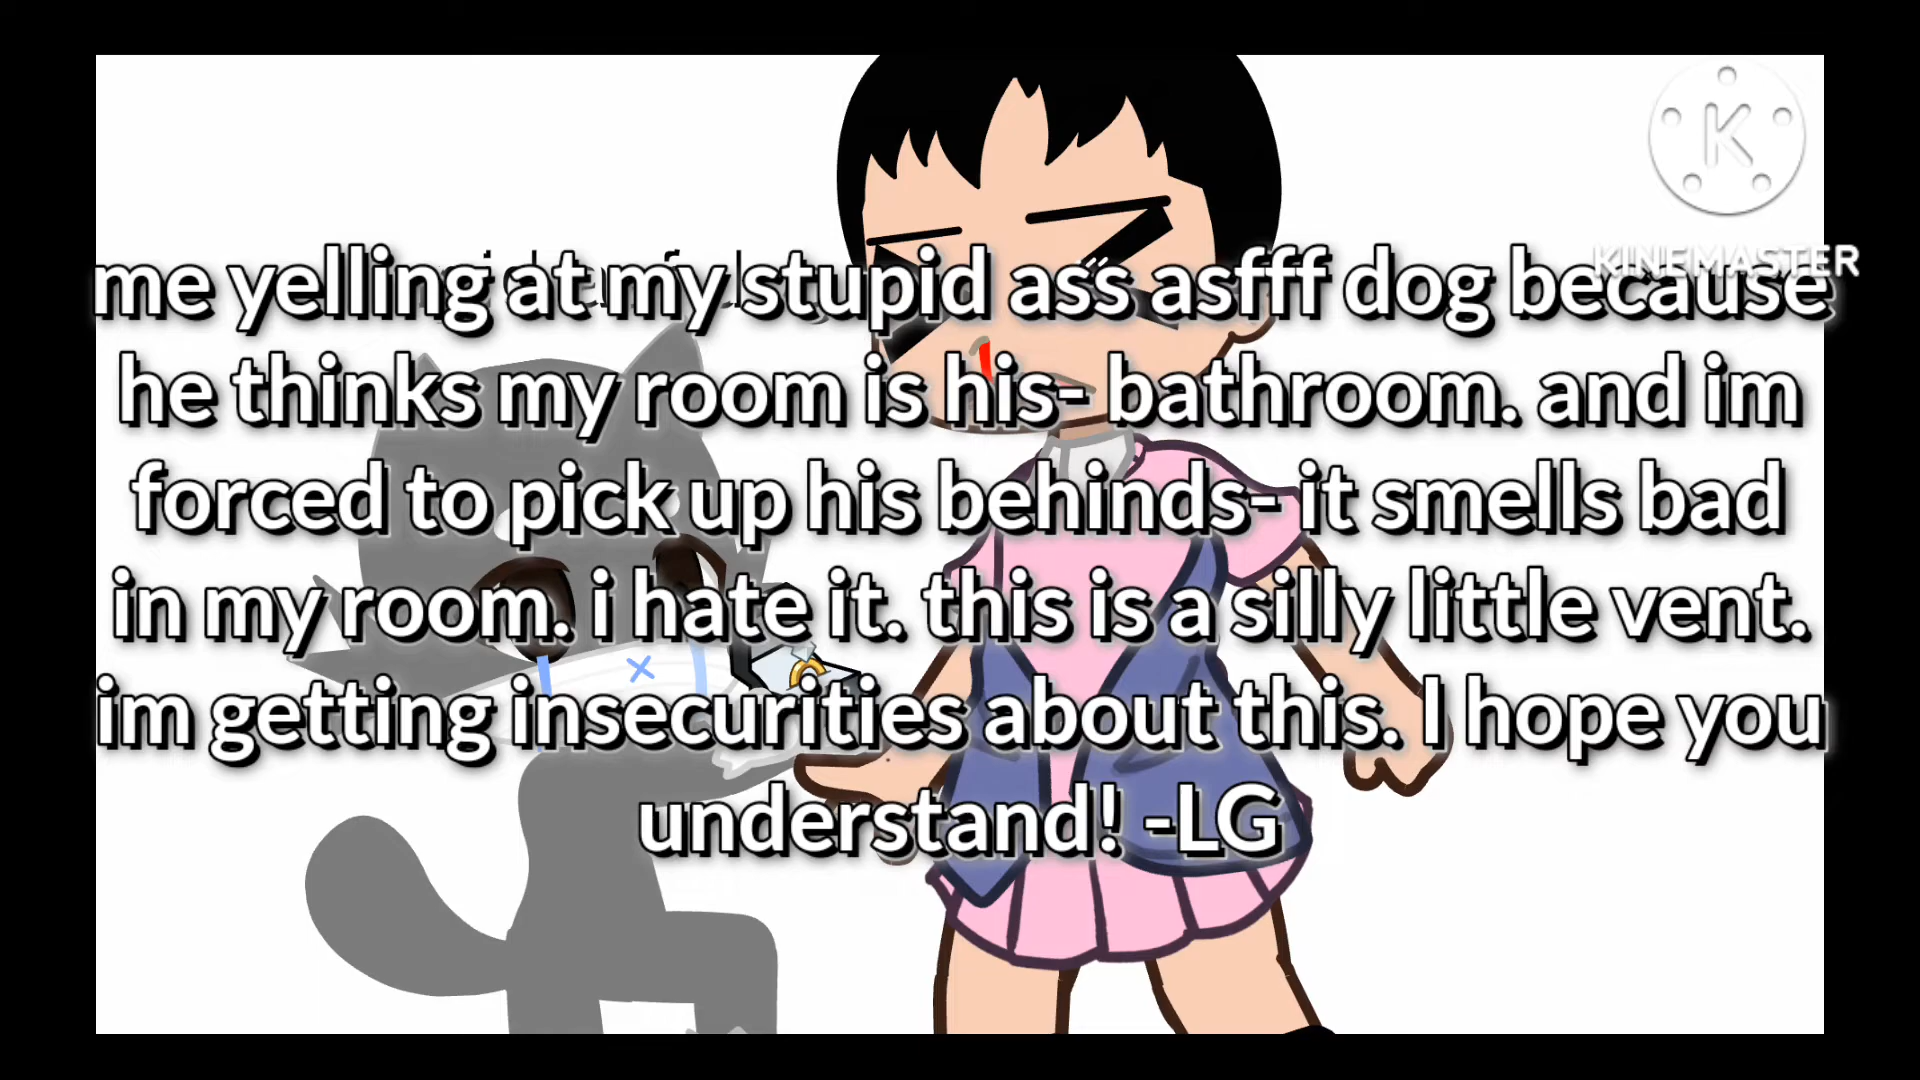 K
KINEMASTER
me yelling at my stupid ass asfff dog because
he thinks my room is his- bathroom. and im
forced to pick up his behinds- it smells bad
in my room. i hate it. this is a silly little vent.
im getting insecurities about this. I hope you
understand! -LG